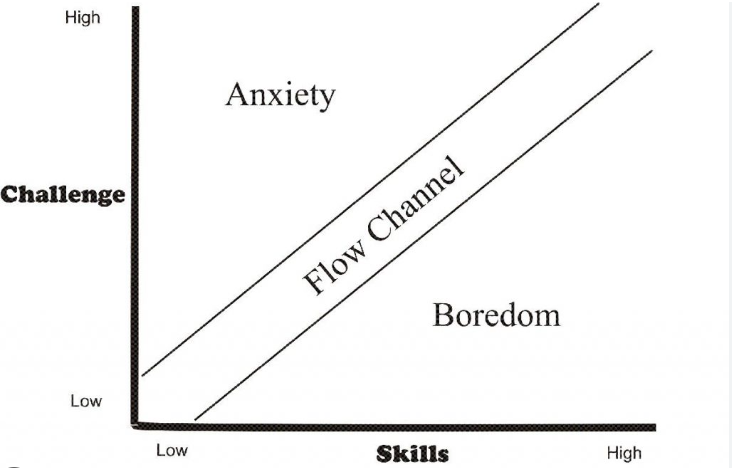 High
Anxiety
Challenge
Flow Channel
Boredom
Low
Low
Skills
High